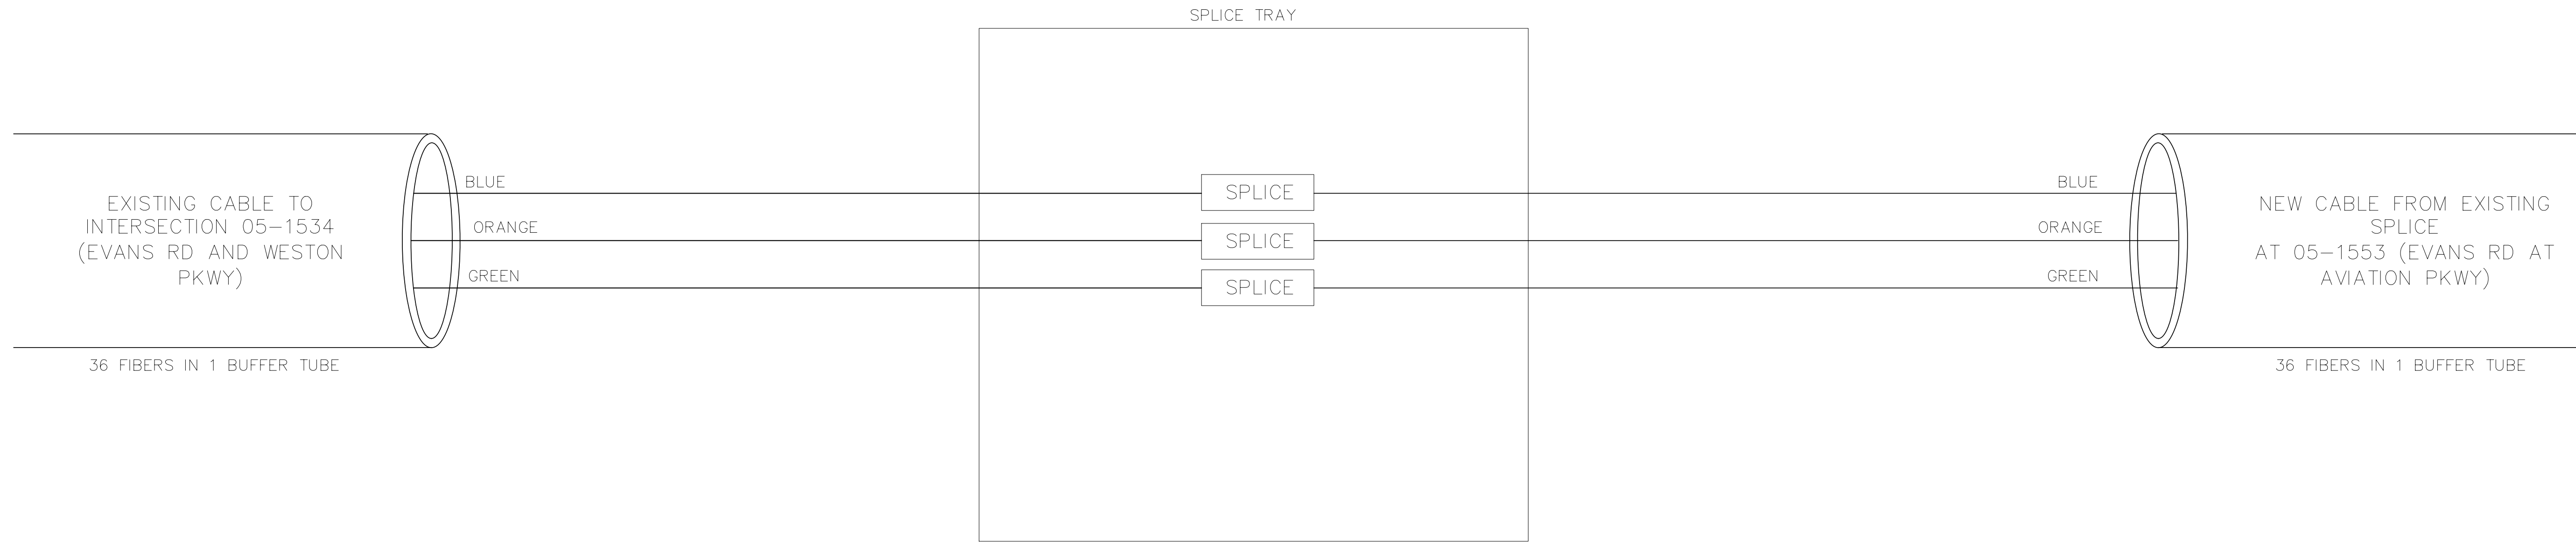 SPLICE TRAY
EXISTING CABLE TO
INTERSECTION 05-1534
(EVANS RD AND WESTON
PKWY)
36 FIBERS IN 1 BUFFER TUBE
BLUE
ORANGE
GREEN
SPLICE
SPLICE
SPLICE
BLUE
ORANGE
GREEN
NEW CABLE FROM EXISTING
SPLICE
AT 05-1553 (EVANS RD AT
AVIATION PKWY)
36 FIBERS IN 1 BUFFER TUBE